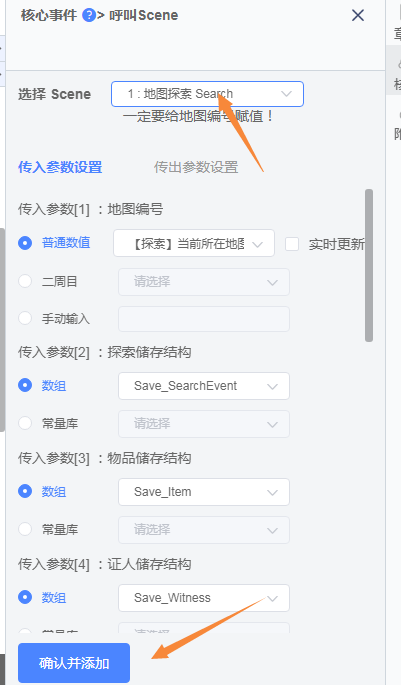 核心事件 ?> 呼叫Scene
选择 Scene 1 : 地图探索 Search
一定要给地图编号赋值！
传入参数设置 传出参数设置
传入参数[1] ：地图编号
普通数值 【探索】当前所在地图 实时更新
二周目 请选择
手动输入
传入参数[2] ：探索储存结构
数组 Save_SearchEvent
常量库 请选择
传入参数[3] ：物品储存结构
数组 Save_Item
常量库 请选择
传入参数[4] ：证人储存结构
数组 Save_Witness
常量库 请选择
确认并添加
章